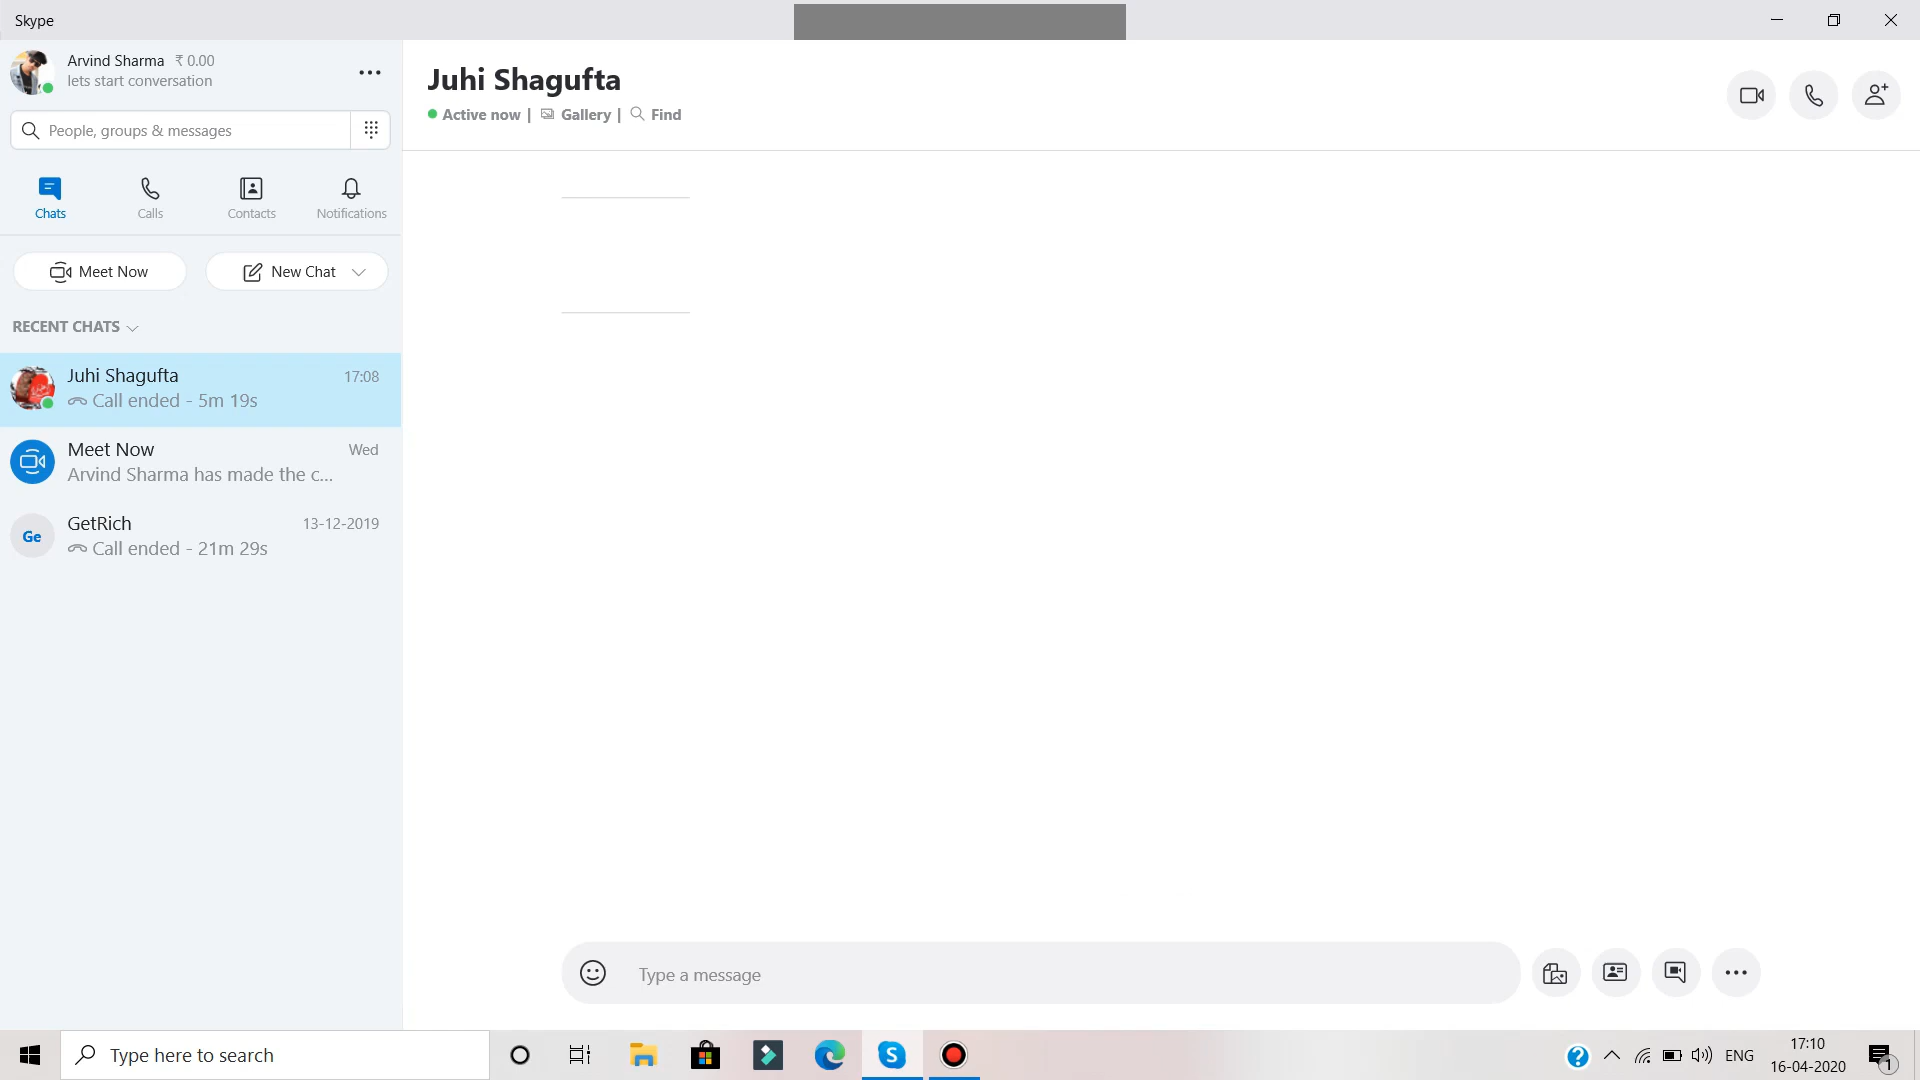 Skype
Arvind Sharma ₹ 0.00
lets start conversation
People, groups & messages
Chats
Calls
Contacts
Notifications
Meet Now
New Chat
RECENT CHATS
Juhi Shagufta 17:08
Call ended - 5m 19s
Meet Now Wed
Arvind Sharma has made the c...
Ge
GetRich 13-12-2019
Call ended - 21m 29s
Juhi Shagufta
Active now | Gallery | Find
Type a message
Type here to search
S
?
ENG
17:10
16-04-2020
1